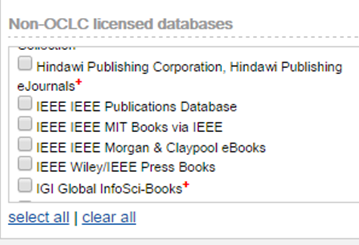 Non-OCLC licensed databases
Collection
Hindawi Publishing Corporation, Hindawi Publishing
eJournals+
IEEE IEEE Publications Database
IEEE IEEE MIT Books via IEEE
IEEE IEEE Morgan & Claypool eBooks
IEEE Wiley/IEEE Press Books
IGI Global InfoSci-Books+
select all | clear all